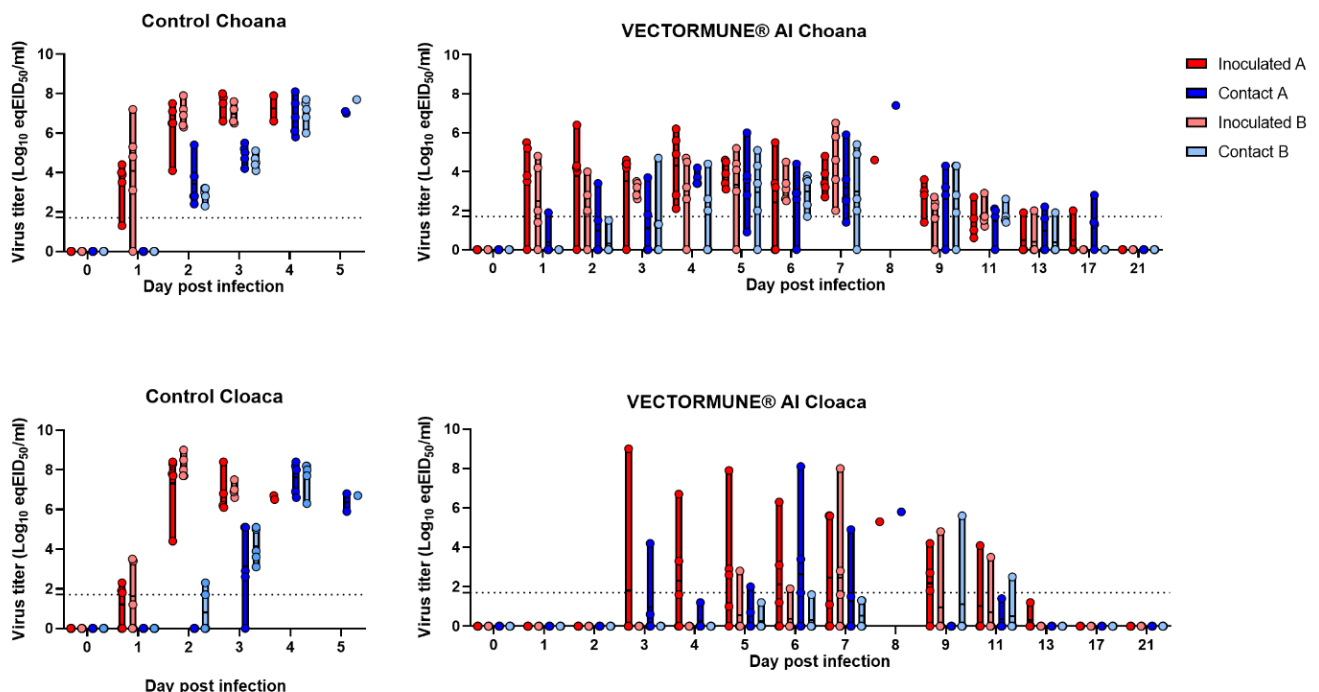 Control Choana
Virus titer (Log10 eqEID50/ml)
10
8
6
4
2
0
0 1 2 3 4 5
Day post infection
VECTORMUNE® AI Choana
Virus titer (Log10 eqEID50/ml)
10
8
6
4
2
0
0 1 2 3 4 5 6 7 8 9 11 13 17 21
Day post infection
Inoculated A
Contact A
Inoculated B
Contact B
Control Cloaca
Virus titer (Log10 eqEID50/ml)
10
8
6
4
2
0
0 1 2 3 4 5
Day post infection
VECTORMUNE® AI Cloaca
Virus titer (Log10 eqEID50/ml)
10
8
6
4
2
0
0 1 2 3 4 5 6 7 8 9 11 13 17 21
Day post infection